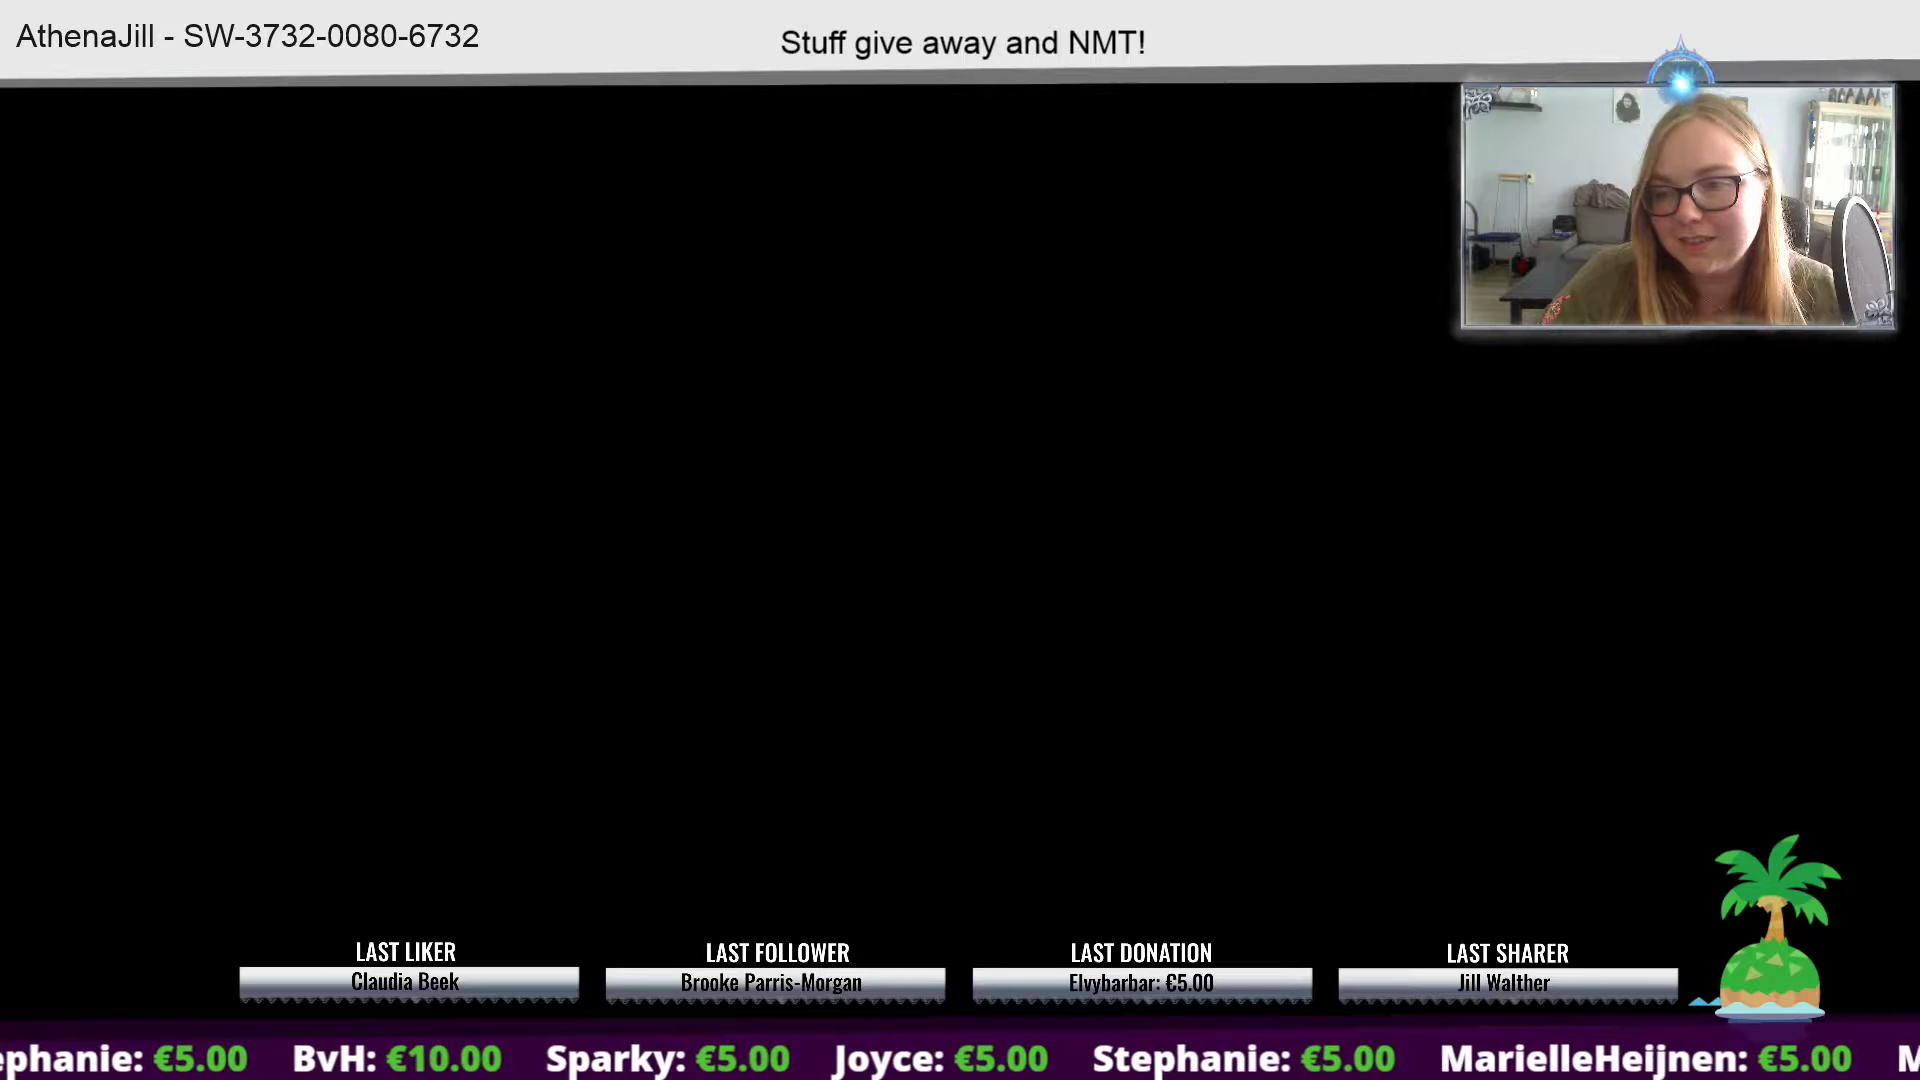 AthenaJill - SW-3732-0080-6732
Stuff give away and NMT!
LAST LIKER
Claudia Beek
LAST FOLLOWER
Brooke Parris-Morgan
LAST DONATION
Elvybarbar: €5.00
LAST SHARER
Jill Walther
ephanie: €5.00 BvH: €10.00 Sparky: €5.00 Joyce: €5.00 Stephanie: €5.00 MarielleHeijnen: €5.00 M